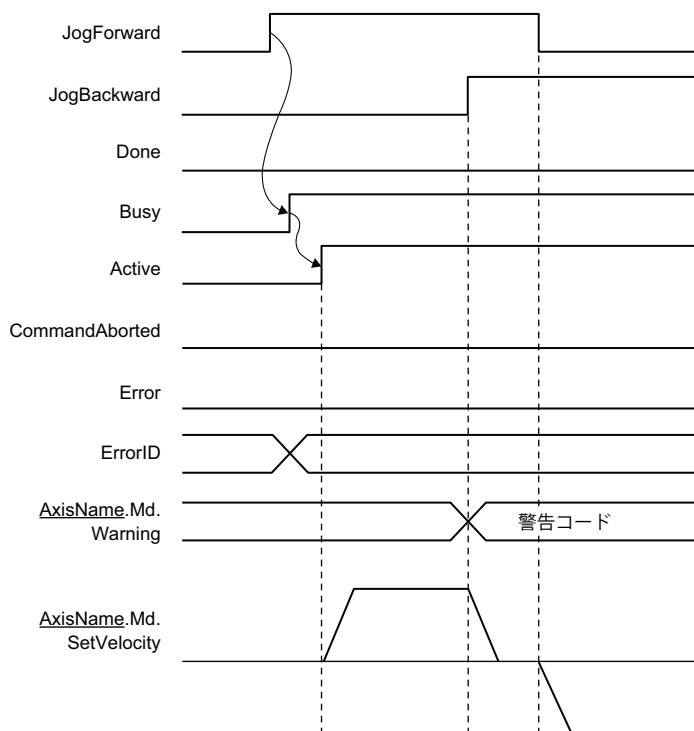 JogForward
JogBackward
Done
Busy
Active
CommandAborted
Error
ErrorID
AxisName.Md.
Warning
警告コード
AxisName.Md.
SetVelocity